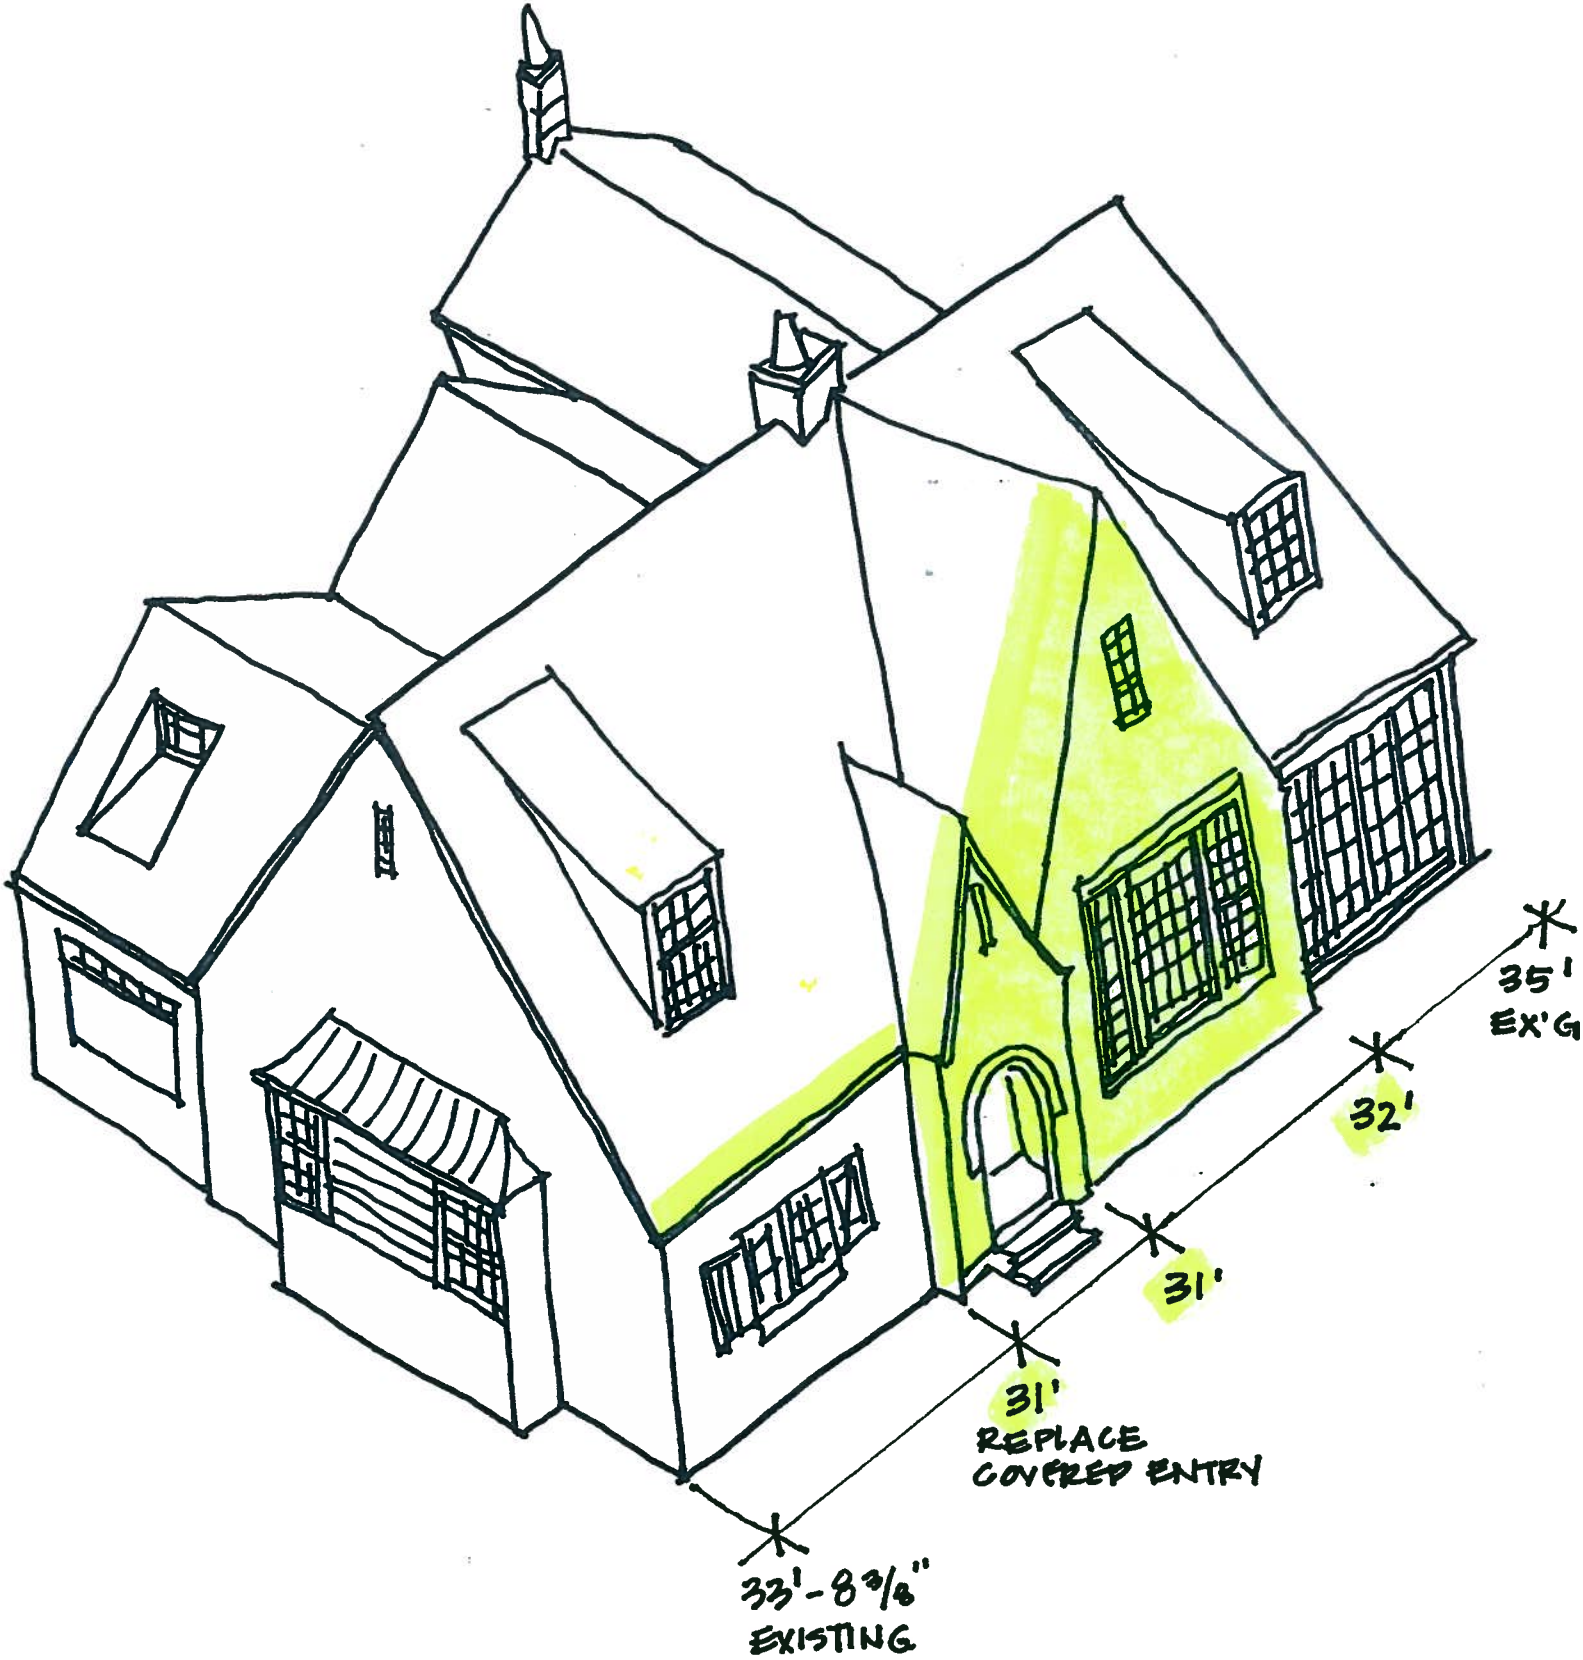 35'
EX'G
32'
31'
31'
REPLACE
COVERED ENTRY
33'-8 3/8"
EXISTING